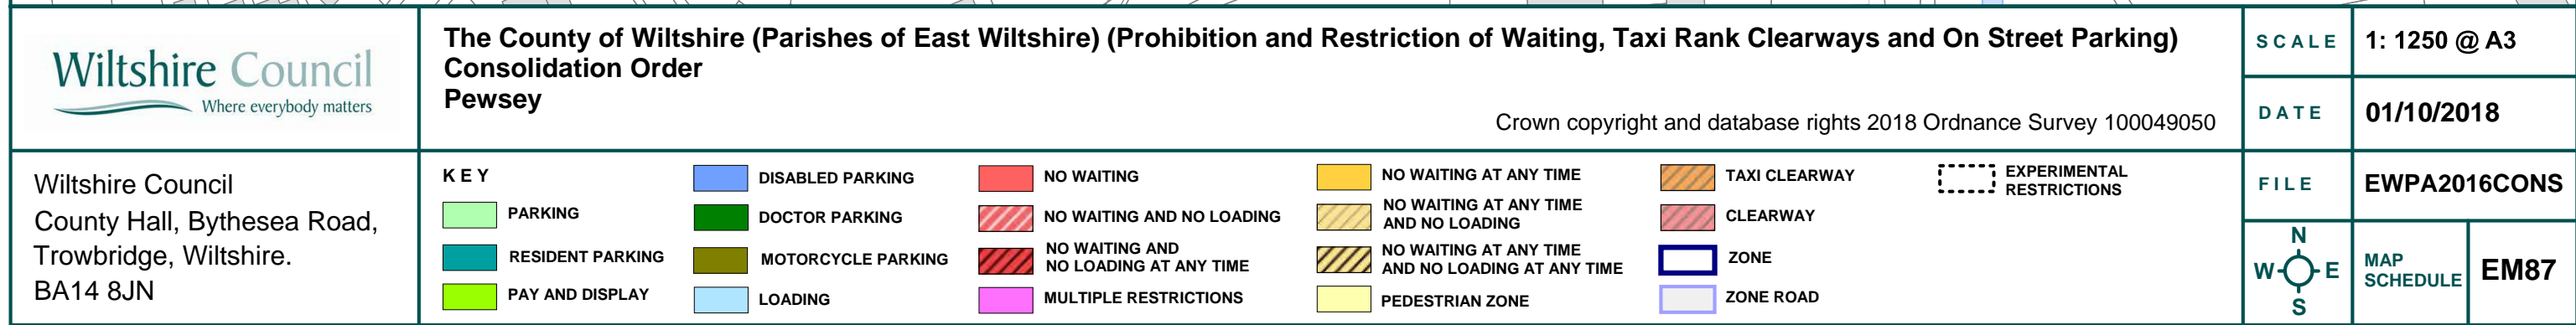 Wiltshire Council
Where everybody matters
The County of Wiltshire (Parishes of East Wiltshire) (Prohibition and Restriction of Waiting, Taxi Rank Clearways and On Street Parking)
Consolidation Order
Pewsey
Crown copyright and database rights 2018 Ordnance Survey 100049050
SCALE
1: 1250 @ A3
DATE
01/10/2018
Wiltshire Council
County Hall, Bythesea Road,
Trowbridge, Wiltshire.
BA14 8JN
KEY
PARKING
RESIDENT PARKING
PAY AND DISPLAY
DISABLED PARKING
DOCTOR PARKING
MOTORCYCLE PARKING
LOADING
NO WAITING
NO WAITING AND NO LOADING
NO WAITING AND
NO LOADING AT ANY TIME
MULTIPLE RESTRICTIONS
NO WAITING AT ANY TIME
NO WAITING AT ANY TIME
AND NO LOADING
NO WAITING AT ANY TIME
AND NO LOADING AT ANY TIME
PEDESTRIAN ZONE
TAXI CLEARWAY
CLEARWAY
ZONE
ZONE ROAD
EXPERIMENTAL
RESTRICTIONS
FILE
EWPA2016CONS
N
W E
S
MAP
SCHEDULE
EM87